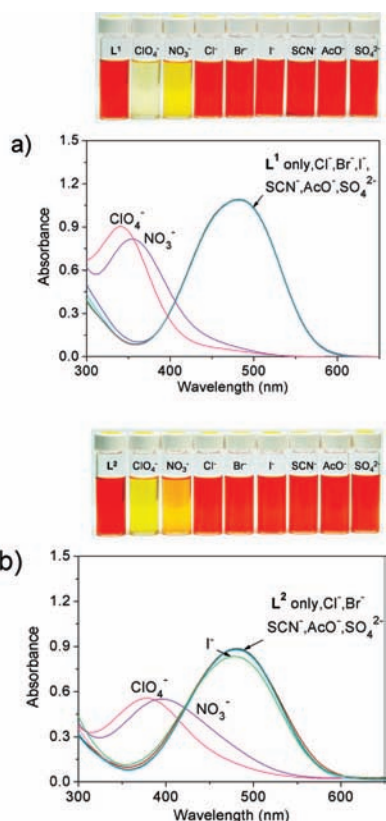 L¹ ClO₄⁻ NO₃⁻ Cl⁻ Br⁻ I⁻ SCN⁻ AcO⁻ SO₄²⁻
a)
1.5
1.2
0.9
0.6
0.3
0.0
Absorbance
L¹ only,Cl⁻,Br⁻,I⁻,
SCN⁻,AcO⁻,SO₄²⁻
ClO₄⁻
NO₃⁻
300 400 500 600
Wavelength (nm)
L² ClO₄⁻ NO₃⁻ Cl⁻ Br⁻ I⁻ SCN⁻ AcO⁻ SO₄²⁻
b)
1.5
1.2
0.9
0.6
0.3
0.0
Absorbance
L² only,Cl⁻,Br⁻
SCN⁻,AcO⁻,SO₄²⁻
I⁻
ClO₄⁻
NO₃⁻
300 400 500 600
Wavelength (nm)